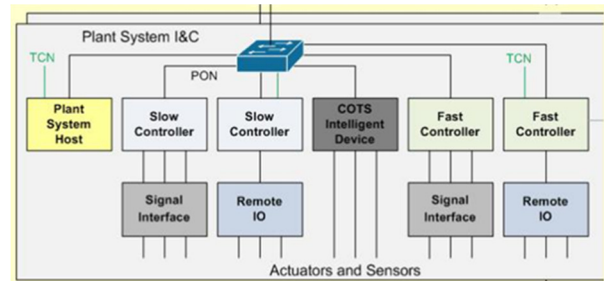 Plant System I&C
TCN
PON
TCN
Plant
System
Host
Slow
Controller
Slow
Controller
COTS
Intelligent
Device
Fast
Controller
Fast
Controller
Signal
Interface
Remote
IO
Signal
Interface
Remote
IO
Actuators and Sensors